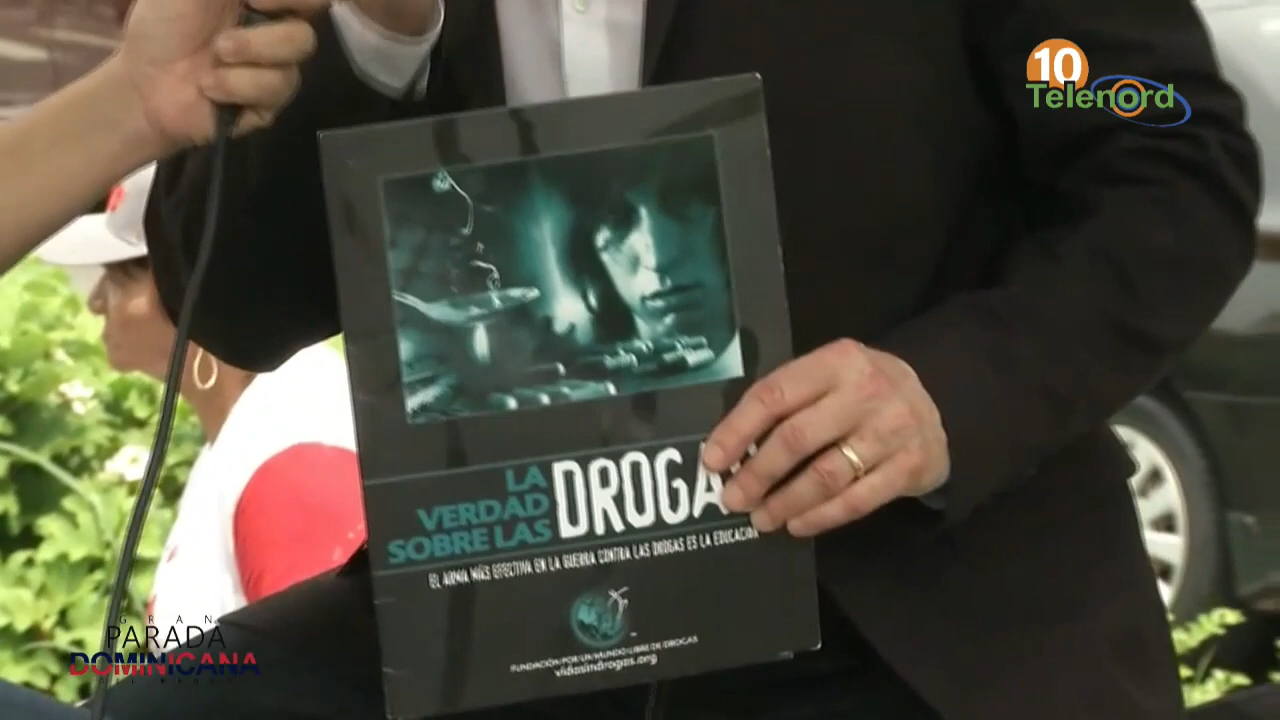 10
Telenord
LA
VERDAD
SOBRE LAS
DROGA
EL ARMA MÁS EFECTIVA EN LA GUERRA CONTRA LAS DROGAS ES LA EDUCACIÓN
FUNDACIÓN POR UN MUNDO LIBRE DE DROGAS
vidasindrogas.org
GRAN
PARADA
DOMINICANA